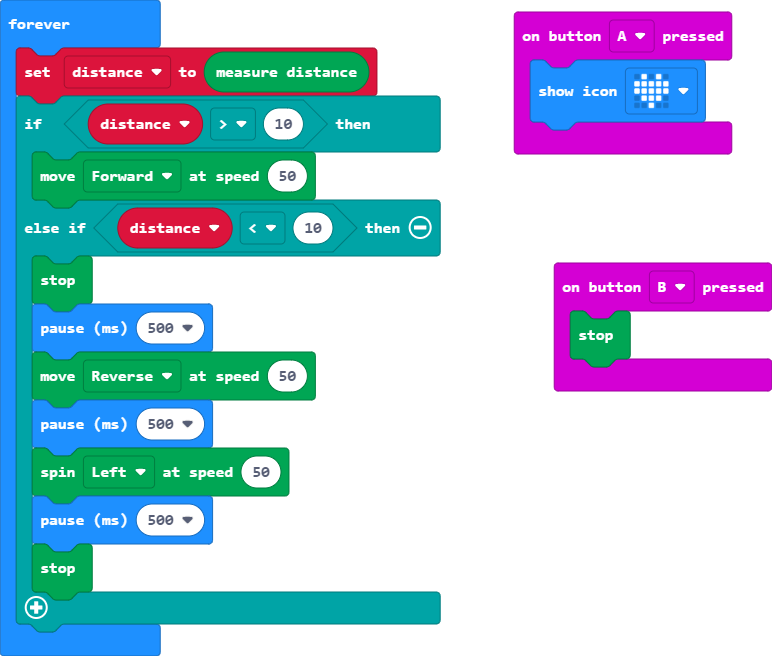 forever
set distance to measure distance
if distance > 10 then
move Forward at speed 50
else if distance < 10 then
stop
pause (ms) 500
move Reverse at speed 50
pause (ms) 500
spin Left at speed 50
pause (ms) 500
stop
on button A pressed
show icon
on button B pressed
stop